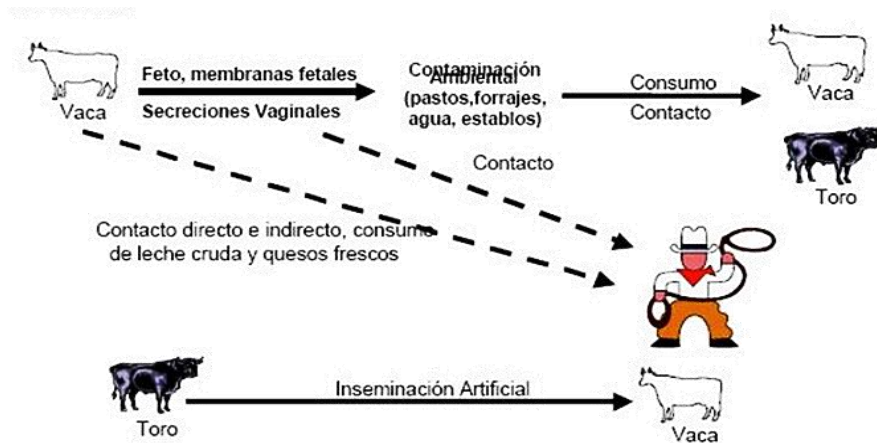 Feto, membranas fetales
Secreciones Vaginales
Vaca
Contaminación
Ambiental
(pastos,forrajes,
agua, establos)
Consumo
Contacto
Vaca
Toro
Contacto
Contacto directo e indirecto, consumo
de leche cruda y quesos frescos
Inseminación Artificial
Toro
Vaca